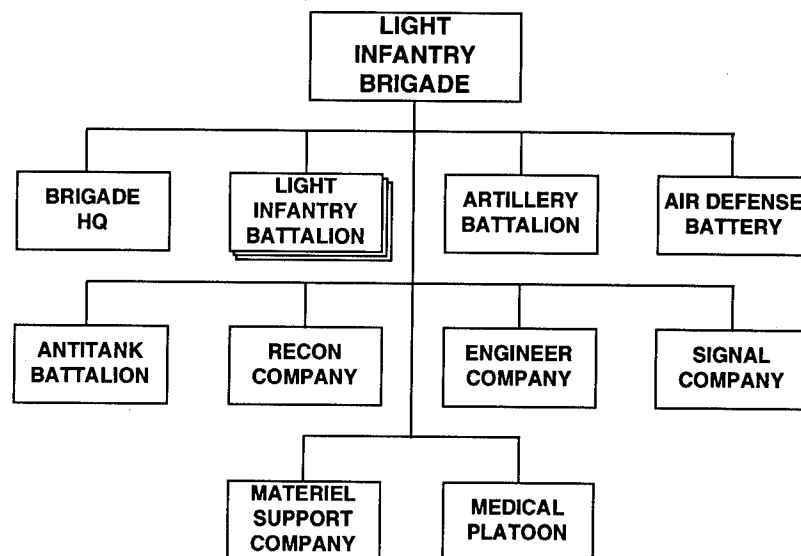 LIGHT
INFANTRY
BRIGADE
BRIGADE
HQ
LIGHT
INFANTRY
BATTALION
ARTILLERY
BATTALION
AIR DEFENSE
BATTERY
ANTITANK
BATTALION
RECON
COMPANY
ENGINEER
COMPANY
SIGNAL
COMPANY
MATERIEL
SUPPORT
COMPANY
MEDICAL
PLATOON